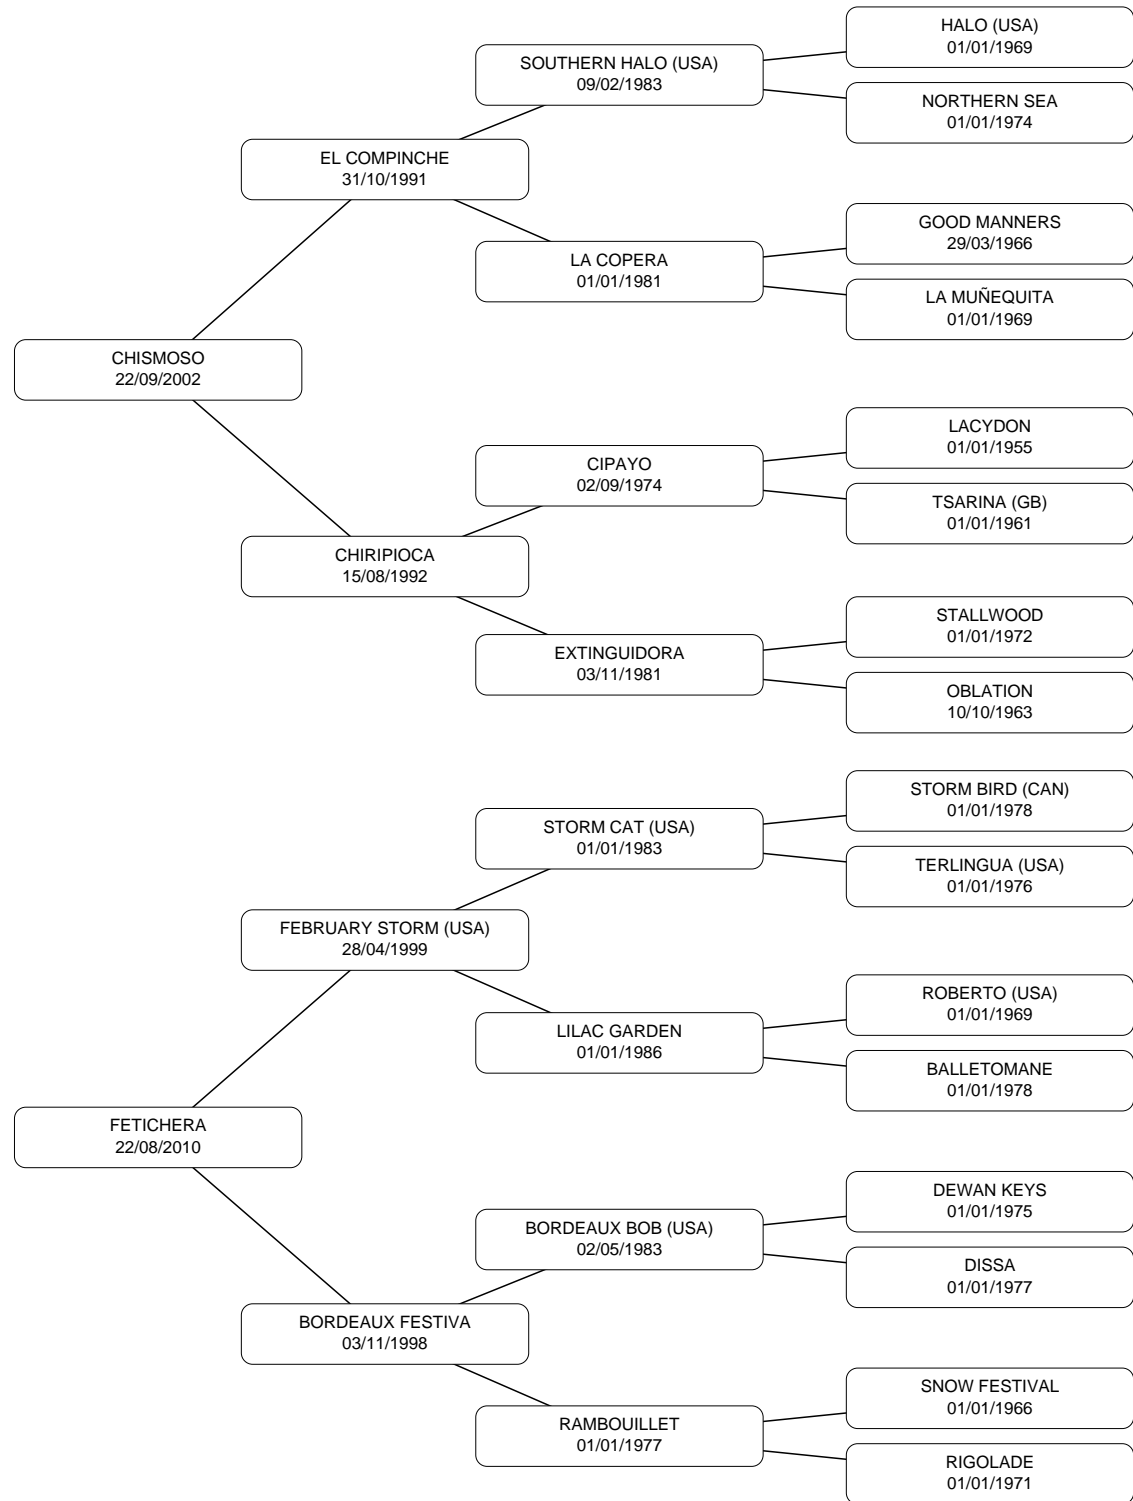 HALO (USA)
01/01/1969
SOUTHERN HALO (USA)
09/02/1983
NORTHERN SEA
01/01/1974
EL COMPINCHE
31/10/1991
GOOD MANNERS
29/03/1966
LA COPERA
01/01/1981
LA MUÑEQUITA
01/01/1969
CHISMOSO
22/09/2002
LACYDON
01/01/1955
CIPAYO
02/09/1974
TSARINA (GB)
01/01/1961
CHIRIPIOCA
15/08/1992
STALLWOOD
01/01/1972
EXTINGUIDORA
03/11/1981
OBLATION
10/10/1963
STORM BIRD (CAN)
01/01/1978
STORM CAT (USA)
01/01/1983
TERLINGUA (USA)
01/01/1976
FEBRUARY STORM (USA)
28/04/1999
ROBERTO (USA)
01/01/1969
LILAC GARDEN
01/01/1986
BALLETOMANE
01/01/1978
FETICHERA
22/08/2010
DEWAN KEYS
01/01/1975
BORDEAUX BOB (USA)
02/05/1983
DISSA
01/01/1977
BORDEAUX FESTIVA
03/11/1998
SNOW FESTIVAL
01/01/1966
RAMBOUILLET
01/01/1977
RIGOLADE
01/01/1971